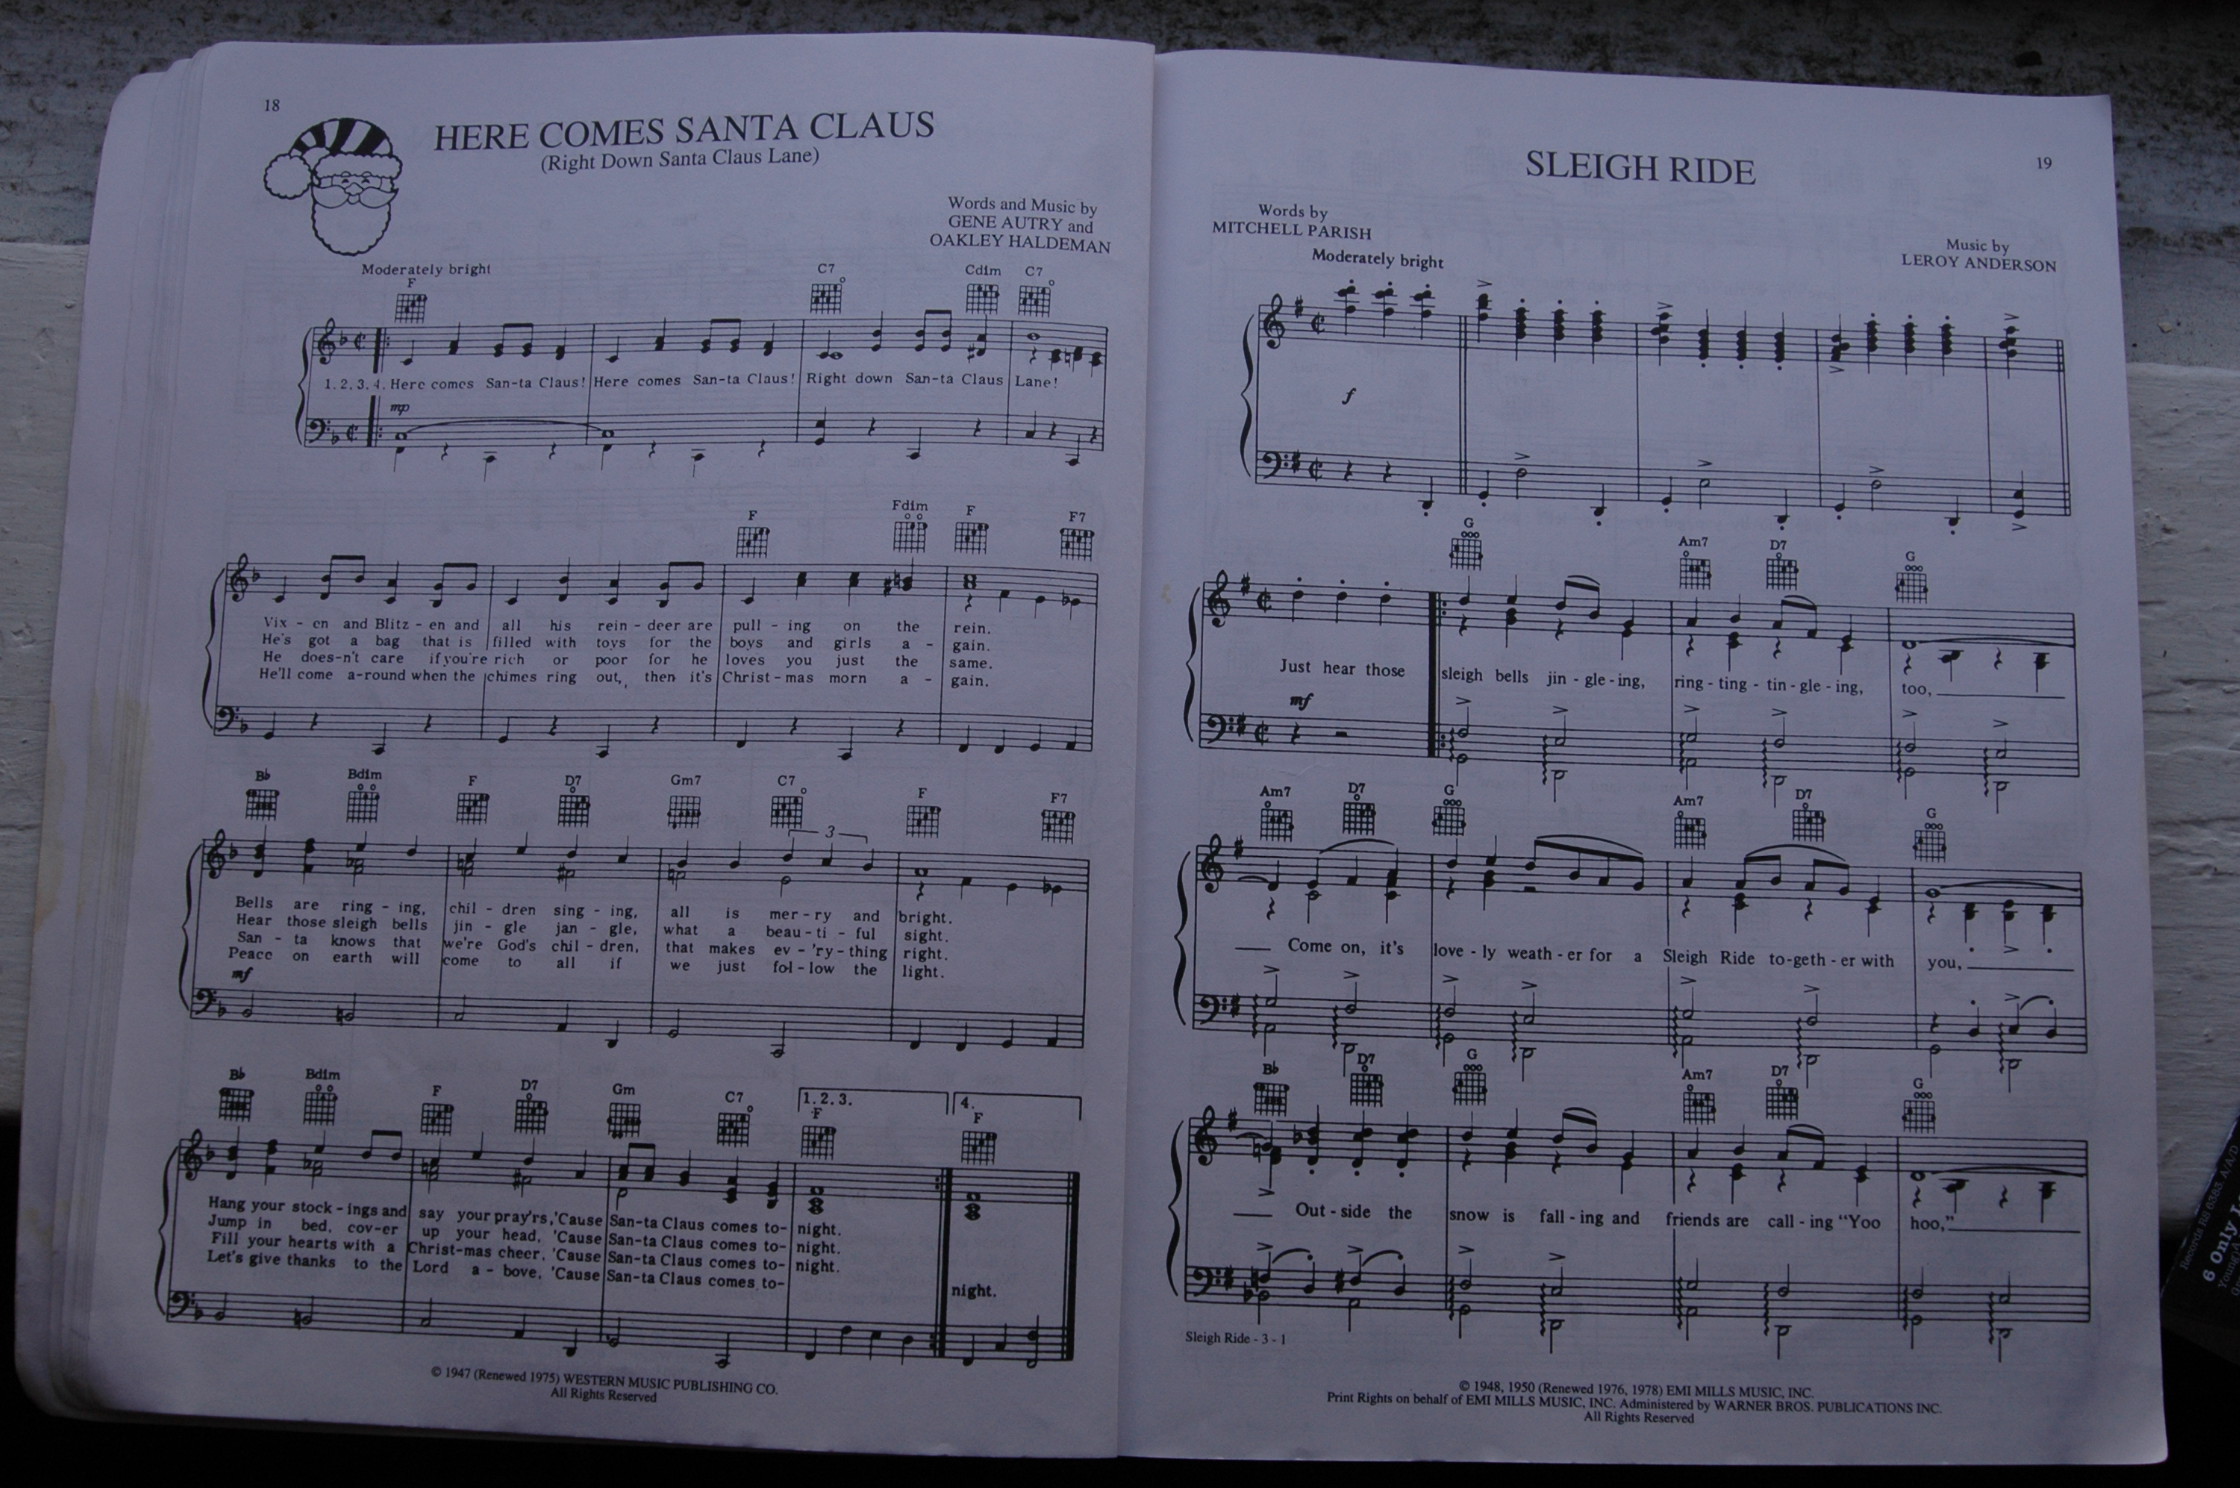 18
HERE COMES SANTA CLAUS
(Right Down Santa Claus Lane)
Words and Music by
GENE AUTRY and
OAKLEY HALDEMAN
Moderately bright
F C7 Cdim C7
1. 2. 3. 4. Here comes San-ta Claus! Here comes San-ta Claus! Right down San-ta Claus Lane!
mp
F Fdim F F7
Vix - en and Blitz - en and all his rein - deer are pull - ing on the rein.
He's got a bag that is filled with toys for the boys and girls a - gain.
He does-n't care if you're rich or poor for he loves you just the same.
He'll come a-round when the chimes ring out, then it's Christ - mas morn a - gain.
B♭ Bdim F D7 Gm7 C7 F F7
3
Bells are ring - ing, chil - dren sing - ing, all is mer - ry and bright.
Hear those sleigh bells jin - gle jan - gle, what a beau - ti - ful sight.
San - ta knows that we're God's chil - dren, that makes ev - 'ry - thing right.
Peace on earth will come to all if we just fol - low the light.
mf
B♭ Bdim F D7 Gm C7 1. 2. 3. F 4. F
Hang your stock - ings and say your pray'rs, 'Cause San-ta Claus comes to- night.
Jump in bed, cov-er up your head, 'Cause San-ta Claus comes to- night.
Fill your hearts with a Christ-mas cheer, 'Cause San-ta Claus comes to- night.
Let's give thanks to the Lord a - bove, 'Cause San-ta Claus comes to-
night.
© 1947 (Renewed 1975) WESTERN MUSIC PUBLISHING CO.
All Rights Reserved
19
SLEIGH RIDE
Words by
MITCHELL PARISH
Music by
LEROY ANDERSON
Moderately bright
f
G Am7 D7 G
Just hear those sleigh bells jin - gle - ing, ring - ting - tin - gle - ing, too,
mf
Am7 D7 G Am7 D7 G
Come on, it's love - ly weath - er for a Sleigh Ride to-geth - er with you,
B♭ D7 G Am7 D7 G
Out - side the snow is fall - ing and friends are call - ing "Yoo hoo,"
Sleigh Ride - 3 - 1
© 1948, 1950 (Renewed 1976, 1978) EMI MILLS MUSIC, INC.
Print Rights on behalf of EMI MILLS MUSIC, INC. Administered by WARNER BROS. PUBLICATIONS INC.
All Rights Reserved
6 Only